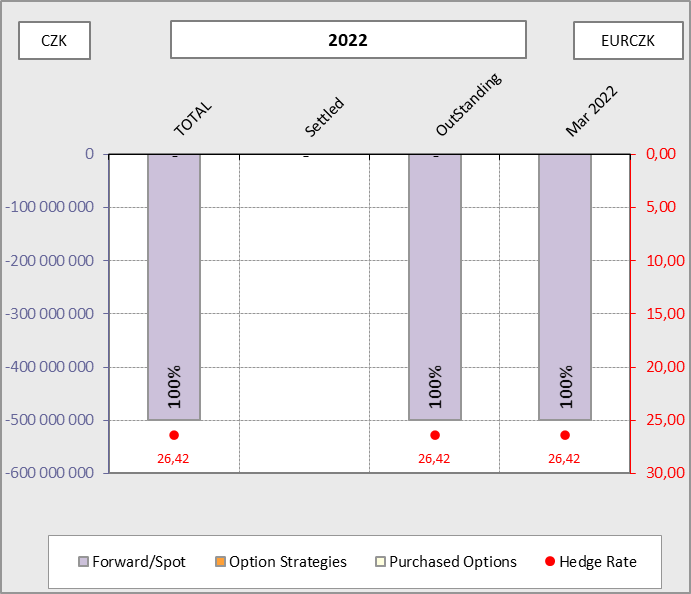 CZK
2022
EURCZK
TOTAL
Settled
OutStanding
Mar 2022
0
0,00
-100 000 000
5,00
-200 000 000
10,00
-300 000 000
15,00
-400 000 000
20,00
-500 000 000
25,00
-600 000 000
30,00
100%
100%
100%
26,42
26,42
26,42
Forward/Spot
Option Strategies
Purchased Options
Hedge Rate